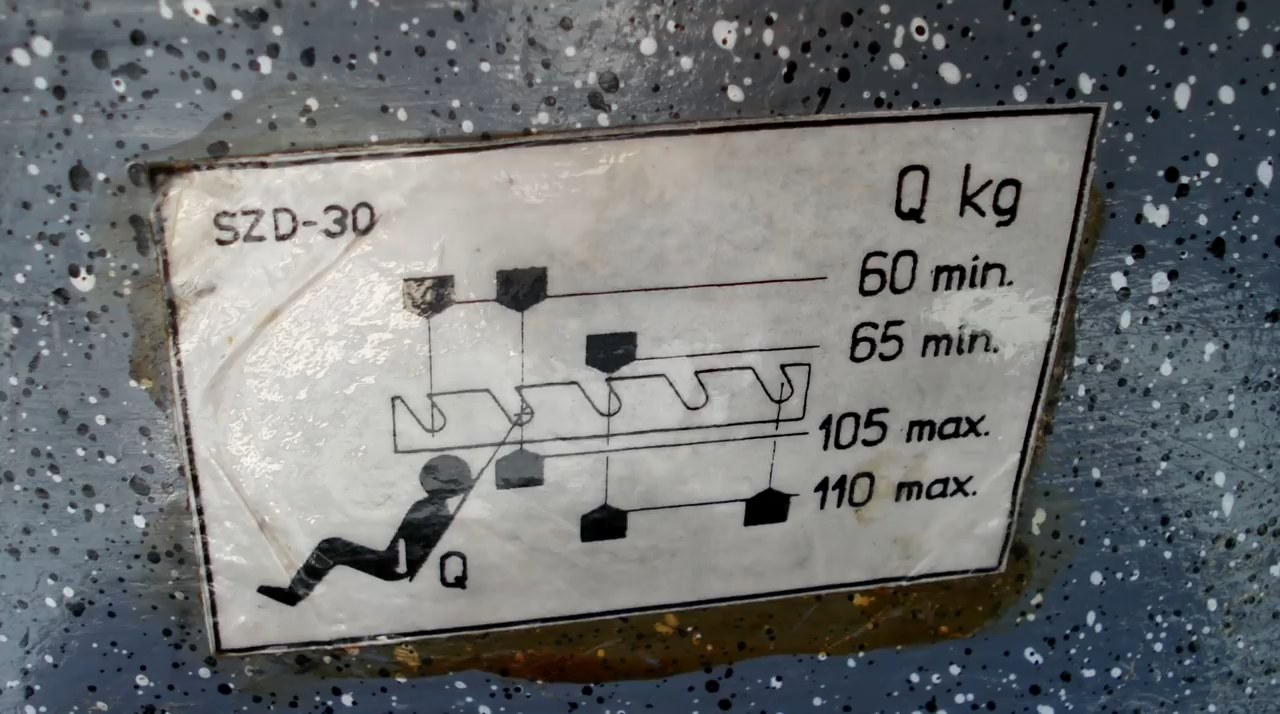 SZD-30
Q kg
60 min.
65 min.
105 max.
110 max.
Q